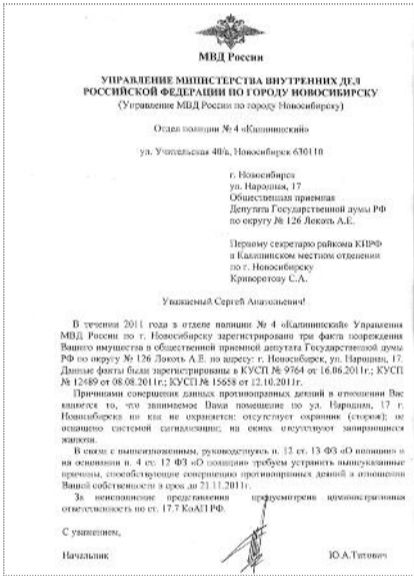 МВД России
УПРАВЛЕНИЕ МИНИСТЕРСТВА ВНУТРЕННИХ ДЕЛ
РОССИЙСКОЙ ФЕДЕРАЦИИ ПО ГОРОДУ НОВОСИБИРСКУ
(Управление МВД России по городу Новосибирску)
Отдел полиции № 4 «Калининский»
ул. Учительская 40/а, Новосибирск 630110
г. Новосибирск
ул. Народная, 17
Общественная приемная
Депутата Государственной думы РФ
по округу № 126 Локоть А.Е.
Первому секретарю райкома КПРФ
в Калининском местном отделении
по г. Новосибирску
Криворотову С.А.
Уважаемый Сергей Анатольевич!
В течении 2011 года в отделе полиции № 4 «Калининский» Управления
МВД России по г. Новосибирску зарегистрировано три факта повреждения
Вашего имущества в общественной приемной депутата Государственной думы
РФ по округу № 126 Локоть А.Е. по адресу: г. Новосибирск, ул. Народная, 17.
Данные факты были зарегистрированы в КУСП № 9764 от 16.06.2011г.; КУСП
№ 12489 от 08.08.2011г.; КУСП № 15658 от 12.10.2011г.
Причинами совершения данных противоправных деяний в отношении Вас
является то, что занимаемое Вами помещение по ул. Народная, 17 г.
Новосибирска ни как не охраняется: отсутствует охранник (сторож); не
оснащено системой сигнализации; на окнах отсутствуют запирающиеся
жалюзи.
В связи с вышеизложенным, руководствуясь п. 12 ст. 13 ФЗ «О полиции» и
на основании п. 4 ст. 12 ФЗ «О полиции» требуем устранить вышеуказанные
причины, способствующие совершению противоправных деяний в отношении
Вашей собственности в срок до 21.11.2011г.
За неисполнение представления предусмотрена административная
ответственность по ст. 17.7 КоАП РФ.
С уважением,
Начальник Ю.А.Титович